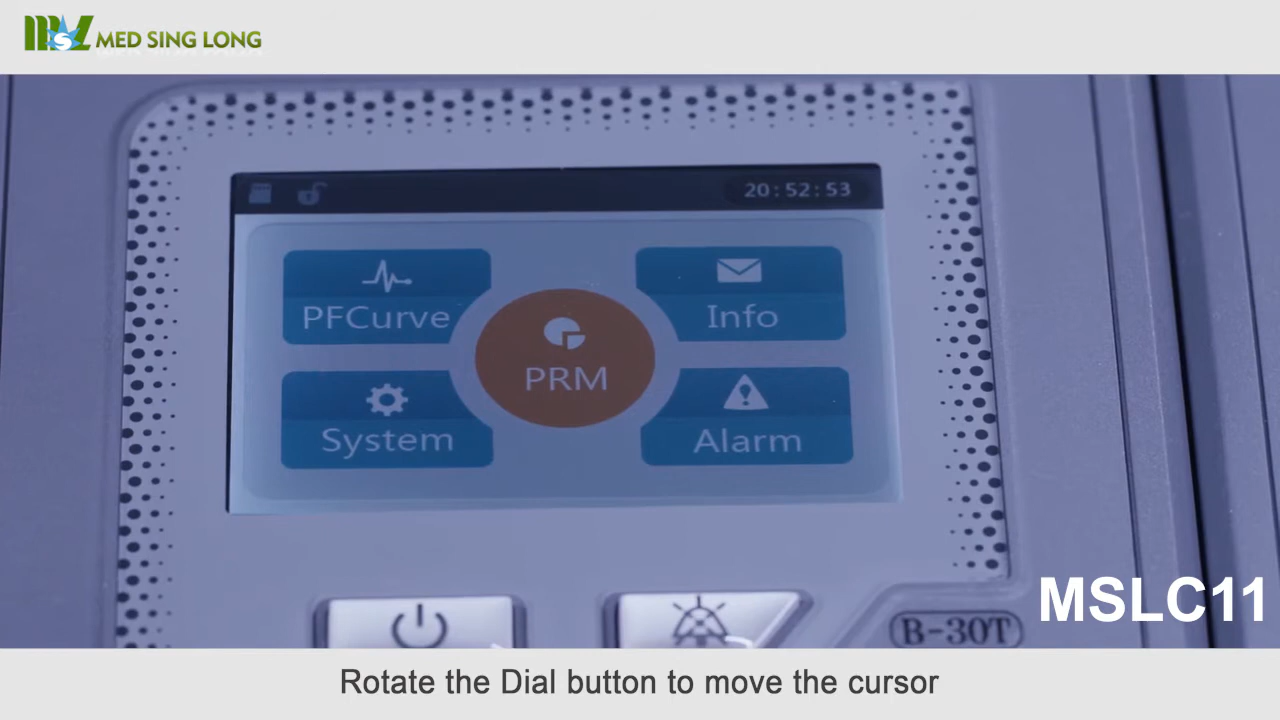 MED SING LONG
20:52:53
PFCurve
Info
PRM
System
Alarm
MSLC11
B-30T
Rotate the Dial button to move the cursor